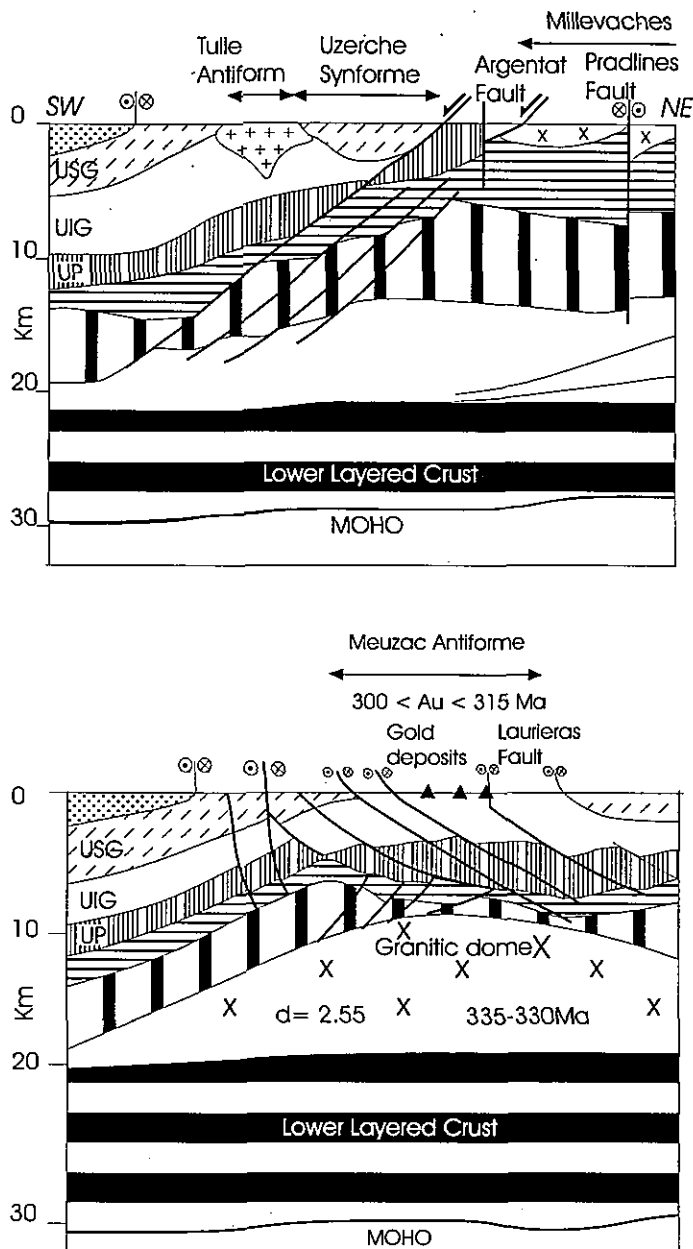 Millevaches
Tulle Antiform
Uzerche Synforme
Argentat Fault
Pradlines Fault
SW
NE
0
USG
UIG
10
UP
Km
20
Lower Layered Crust
30
MOHO
Meuzac Antiforme
300 < Au < 315 Ma
Gold deposits
Laurieras Fault
0
USG
UIG
UP
10
Granitic dome
Km
d= 2.55
335-330Ma
20
Lower Layered Crust
30
MOHO